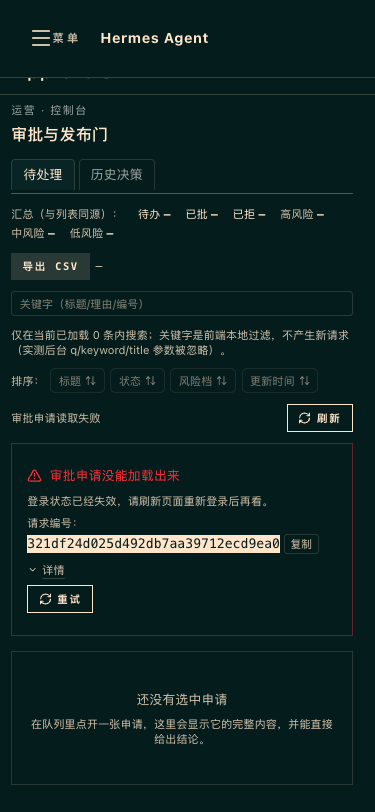 菜单
Hermes Agent
运营 · 控制台
审批与发布门
待处理
历史决策
汇总（与列表同源）： 待办 — 已批 — 已拒 — 高风险 —
中风险 — 低风险 —
导出 CSV —
关键字（标题/理由/编号）
仅在当前已加载 0 条内搜索；关键字是前端本地过滤，不产生新请求
（实测后台 q/keyword/title 参数被忽略）。
排序： 标题 ⇅ 状态 ⇅ 风险档 ⇅ 更新时间 ⇅
审批申请读取失败
刷新
审批申请没能加载出来
登录状态已经失效，请刷新页面重新登录后再看。
请求编号：
321df24d025d492db7aa39712ecd9ea0 复制
详情
重试
还没有选中申请
在队列里点开一张申请，这里会显示它的完整内容，并能直接
给出结论。